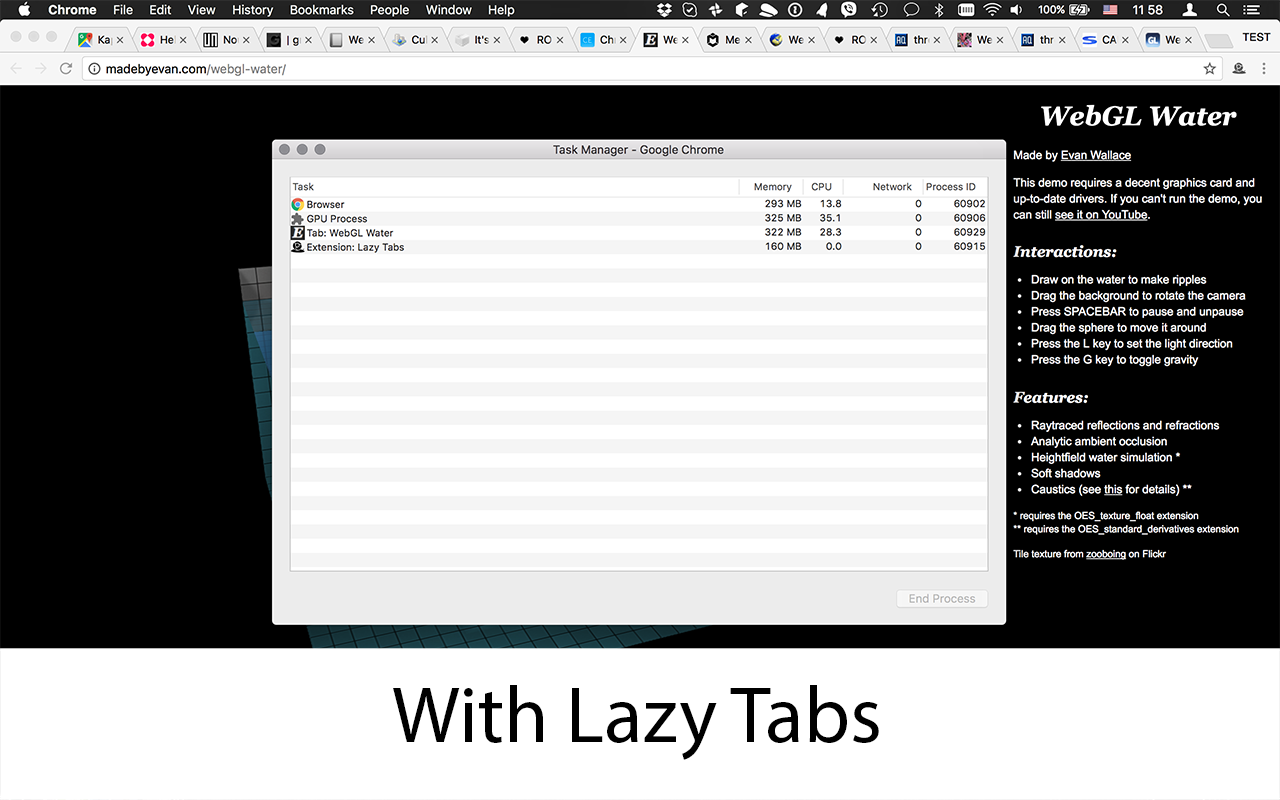 Chrome File Edit View History Bookmarks People Window Help 100% 11 58
Ka Hel No I g We Cu It's RO Ch We Me We RO thr We thr CA We TEST
madebyevan.com/webgl-water/
WebGL Water
Made by Evan Wallace
This demo requires a decent graphics card and
up-to-date drivers. If you can't run the demo, you
can still see it on YouTube.
Interactions:
• Draw on the water to make ripples
• Drag the background to rotate the camera
• Press SPACEBAR to pause and unpause
• Drag the sphere to move it around
• Press the L key to set the light direction
• Press the G key to toggle gravity
Features:
• Raytraced reflections and refractions
• Analytic ambient occlusion
• Heightfield water simulation *
• Soft shadows
• Caustics (see this for details) **
* requires the OES_texture_float extension
** requires the OES_standard_derivatives extension
Tile texture from zooboing on Flickr
Task Manager - Google Chrome
Task Memory CPU Network Process ID
Browser 293 MB 13.8 0 60902
GPU Process 325 MB 35.1 0 60906
Tab: WebGL Water 322 MB 28.3 0 60929
Extension: Lazy Tabs 160 MB 0.0 0 60915
End Process
With Lazy Tabs